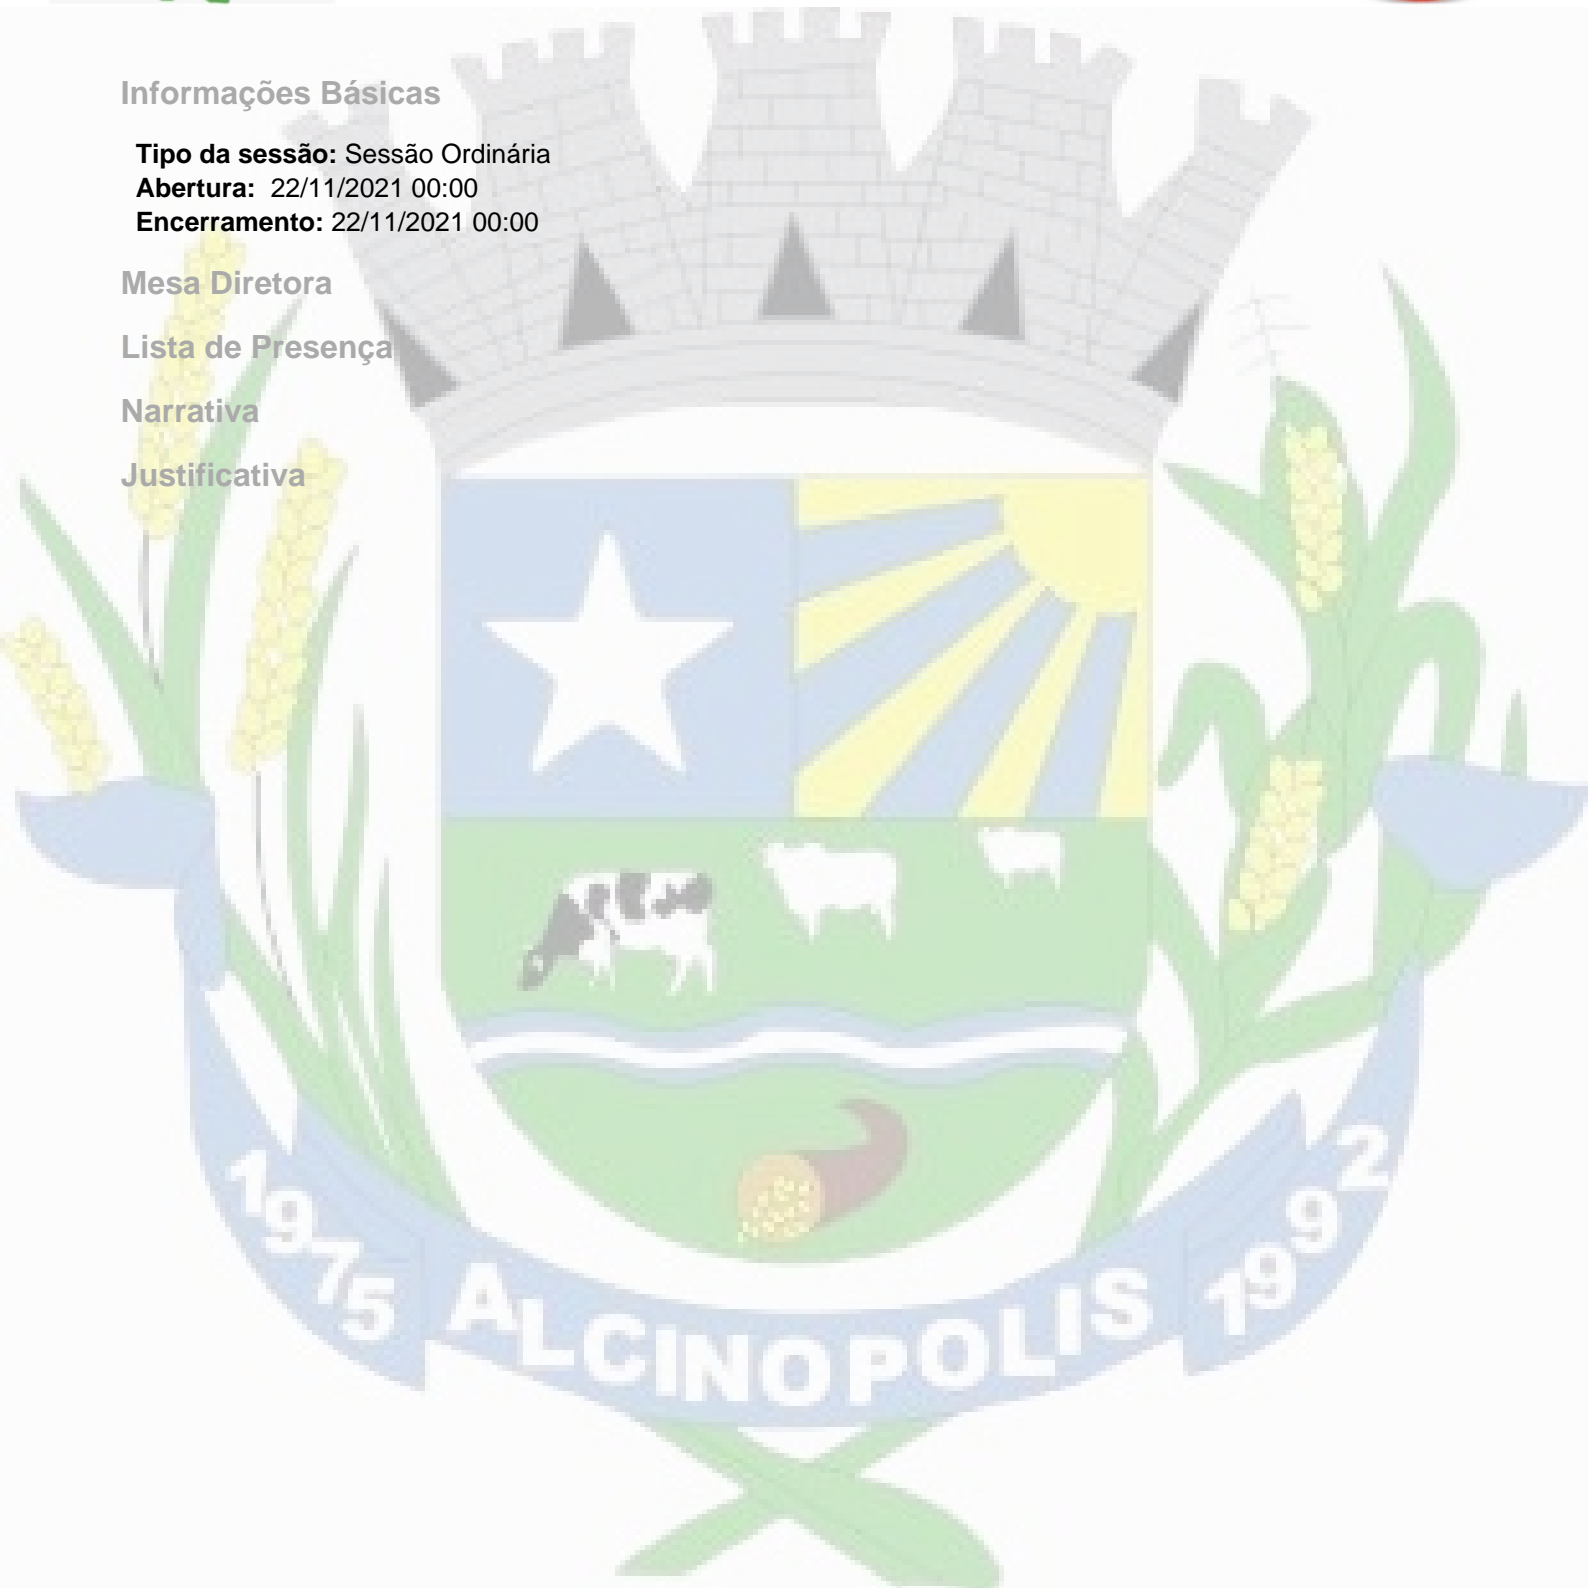 Informações Básicas
Tipo da sessão: Sessão Ordinária
Abertura: 22/11/2021 00:00
Encerramento: 22/11/2021 00:00
Mesa Diretora
Lista de Presença
Narrativa
Justificativa
1975 ALCINOPOLIS 1992